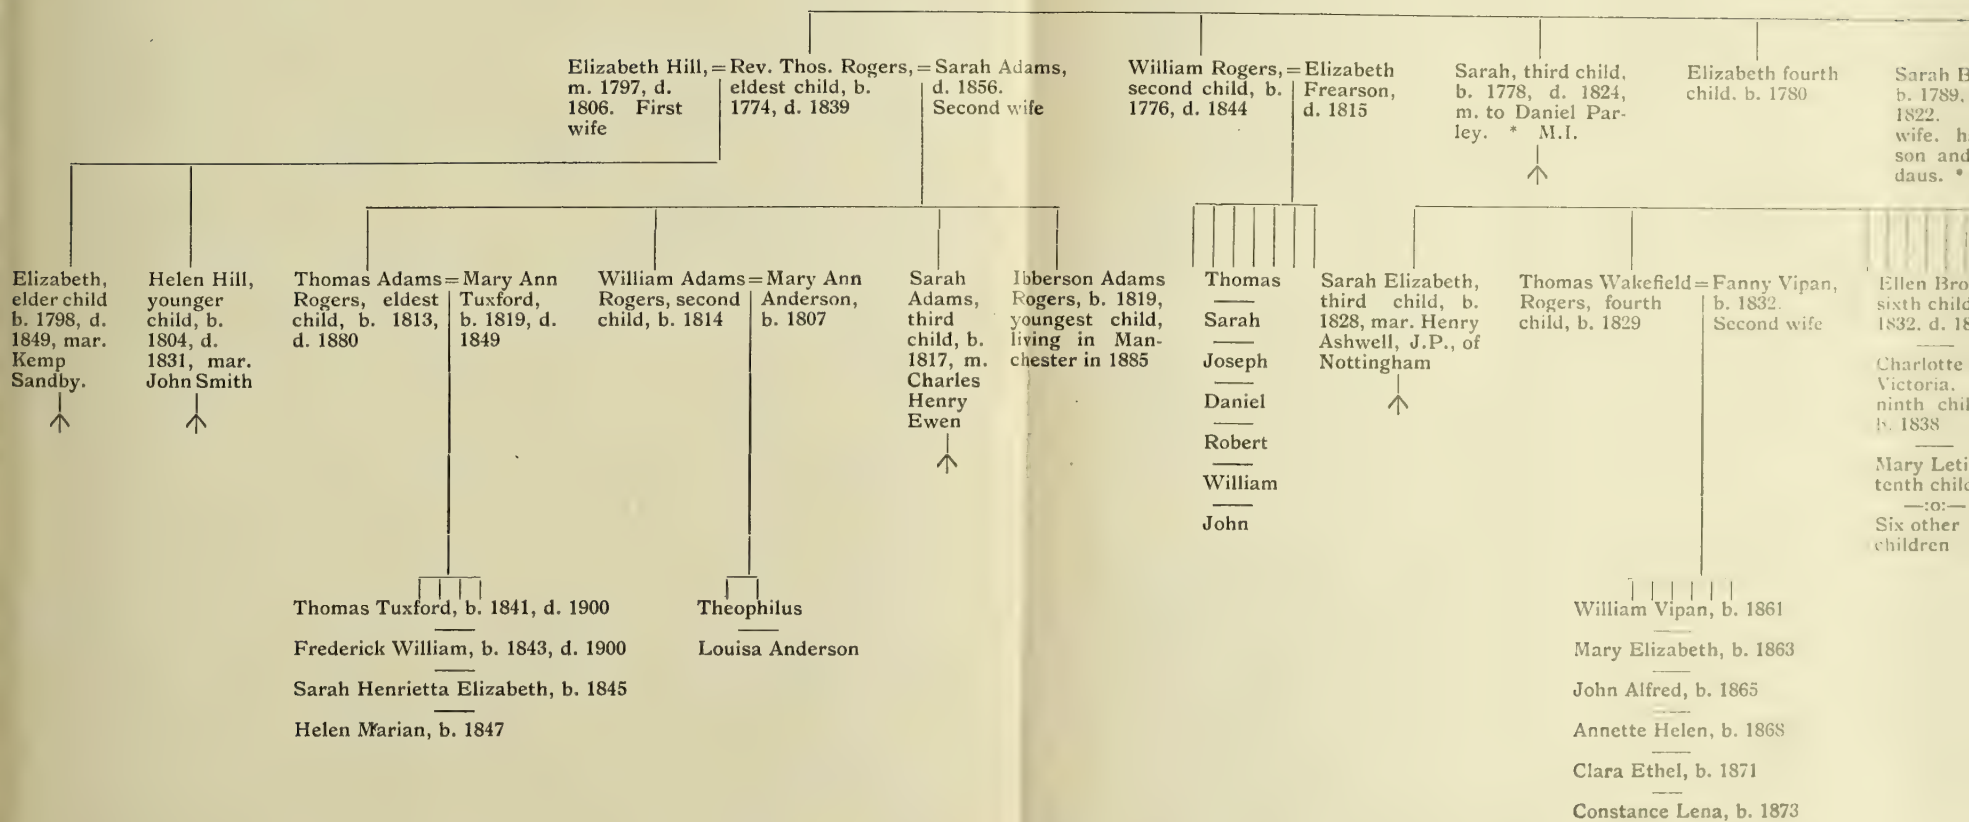 Elizabeth Hill, = Rev. Thos. Rogers, = Sarah Adams,
m. 1797, d.
1806. First
wife
eldest child, b.
1774, d. 1839
d. 1856.
Second wife
William Rogers, = Elizabeth
second child, b.
1776, d. 1844
Frearson,
d. 1815
Sarah, third child,
b. 1778, d. 1824,
m. to Daniel Par-
ley. * M.I.
Elizabeth fourth
child, b. 1780
Sarah B
b. 1789,
1822.
wife. h
son and
daus. *
Elizabeth,
elder child
b. 1798, d.
1849, mar.
Kemp
Sandby.
Helen Hill,
younger
child, b.
1804, d.
1831, mar.
John Smith
Thomas Adams = Mary Ann
Rogers, eldest
child, b. 1813,
d. 1880
Tuxford,
b. 1819, d.
1849
William Adams = Mary Ann
Rogers, second
child, b. 1814
Anderson,
b. 1807
Sarah
Adams,
third
child, b.
1817, m.
Charles
Henry
Ewen
Ibberson Adams
Rogers, b. 1819,
youngest child,
living in Man-
chester in 1885
Thomas
Sarah
Joseph
Daniel
Robert
William
John
Sarah Elizabeth,
third child, b.
1828, mar. Henry
Ashwell, J.P., of
Nottingham
Thomas Wakefield = Fanny Vipan,
Rogers, fourth
child, b. 1829
b. 1832.
Second wife
Ellen Bro
sixth child
1832. d. 18
Charlotte
Victoria.
ninth chil
b. 1838
Mary Leti
tenth child
—:o:—
Six other
children
Thomas Tuxford, b. 1841, d. 1900
Frederick William, b. 1843, d. 1900
Sarah Henrietta Elizabeth, b. 1845
Helen Marian, b. 1847
Theophilus
Louisa Anderson
William Vipan, b. 1861
Mary Elizabeth, b. 1863
John Alfred, b. 1865
Annette Helen, b. 1868
Clara Ethel, b. 1871
Constance Lena, b. 1873